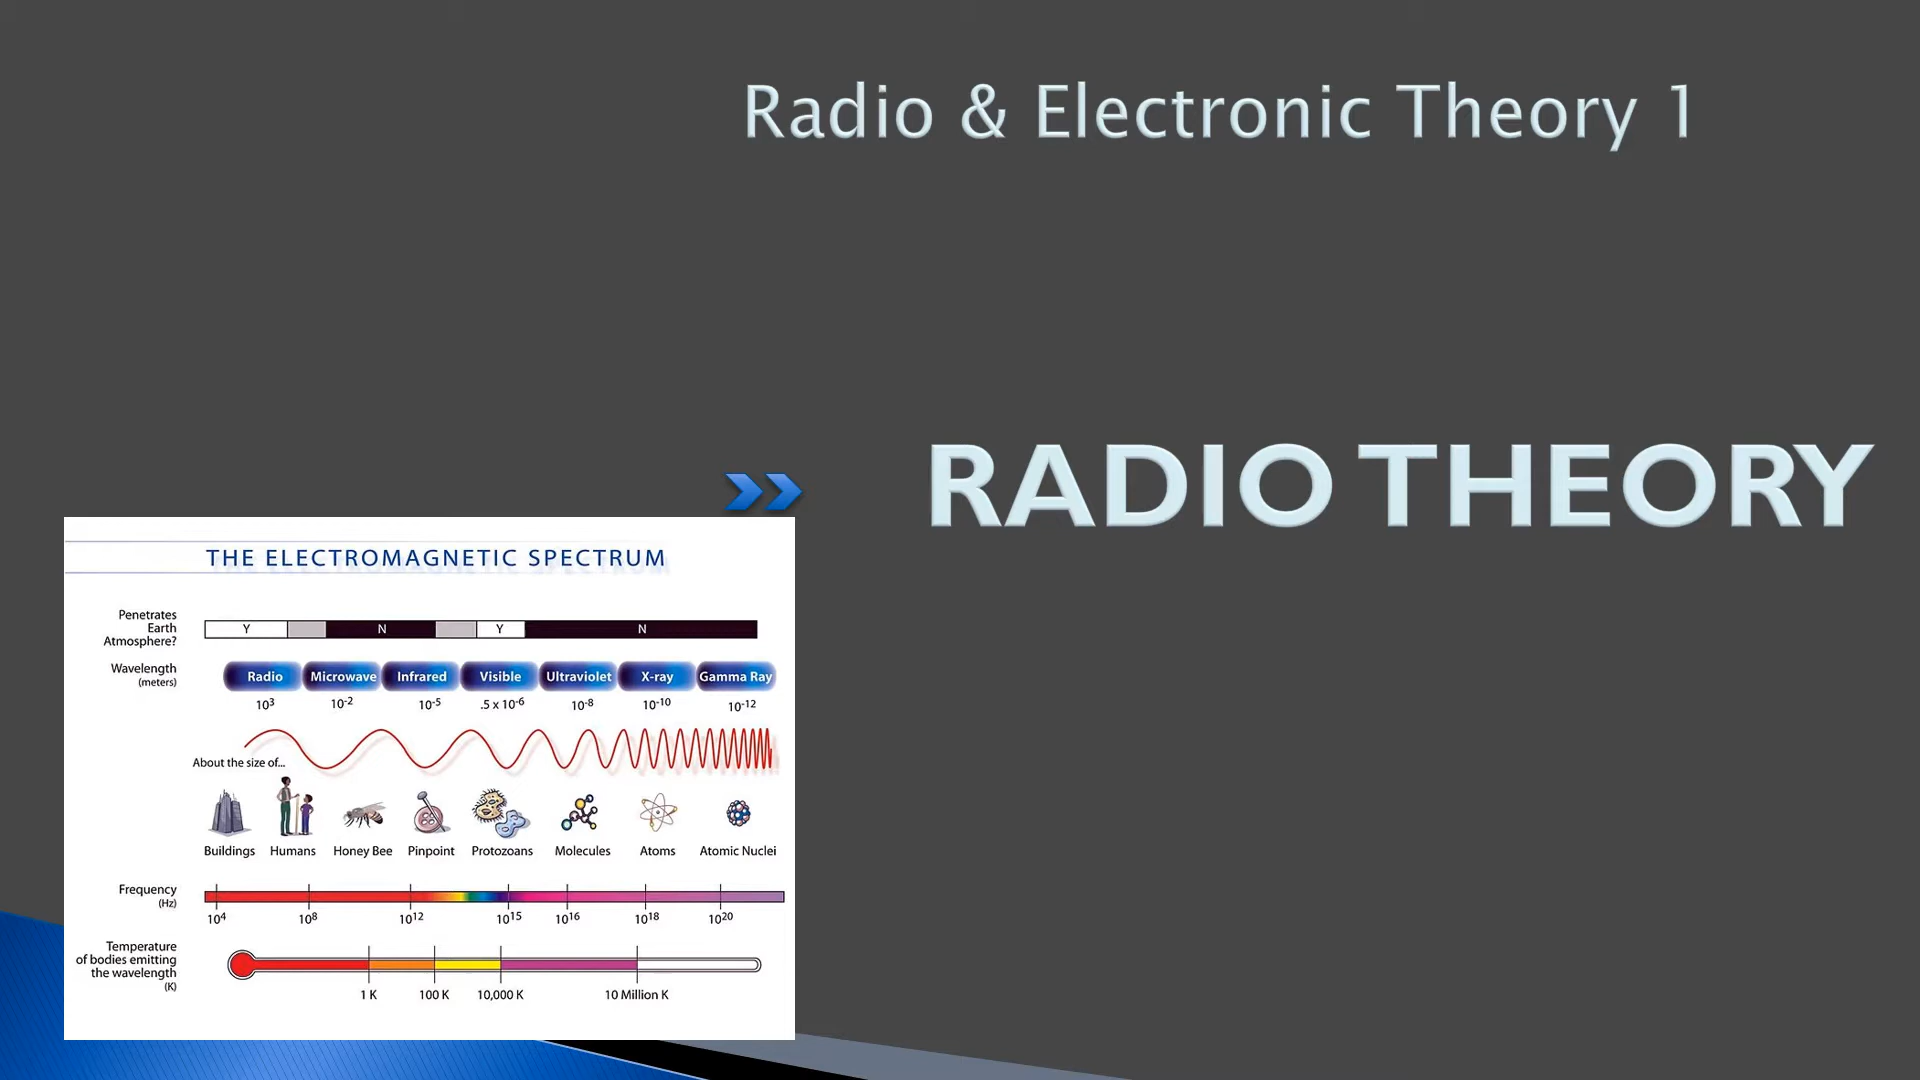 Radio & Electronic Theory 1
RADIO THEORY
THE ELECTROMAGNETIC SPECTRUM
Penetrates
Earth
Atmosphere?
Y N Y N
Wavelength
(meters)
Radio Microwave Infrared Visible Ultraviolet X-ray Gamma Ray
10³ 10⁻² 10⁻⁵ .5 x 10⁻⁶ 10⁻⁸ 10⁻¹⁰ 10⁻¹²
About the size of...
Buildings Humans Honey Bee Pinpoint Protozoans Molecules Atoms Atomic Nuclei
Frequency
(Hz)
10⁴ 10⁸ 10¹² 10¹⁵ 10¹⁶ 10¹⁸ 10²⁰
Temperature
of bodies emitting
the wavelength
(K)
1 K 100 K 10,000 K 10 Million K